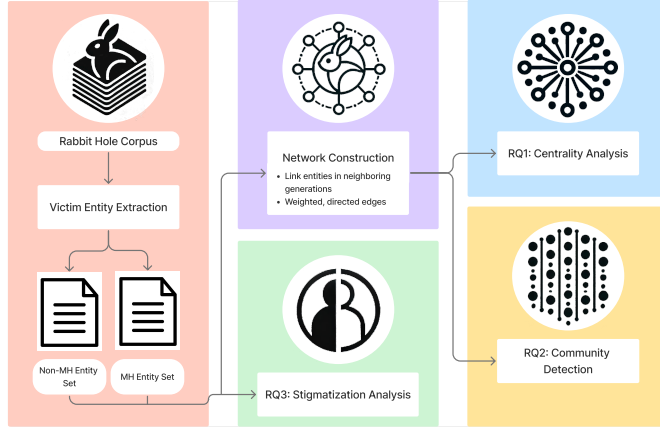 Rabbit Hole Corpus
Victim Entity Extraction
Non-MH Entity
Set
MH Entity Set
Network Construction
• Link entities in neighboring
generations
• Weighted, directed edges
RQ3: Stigmatization Analysis
RQ1: Centrality Analysis
RQ2: Community
Detection